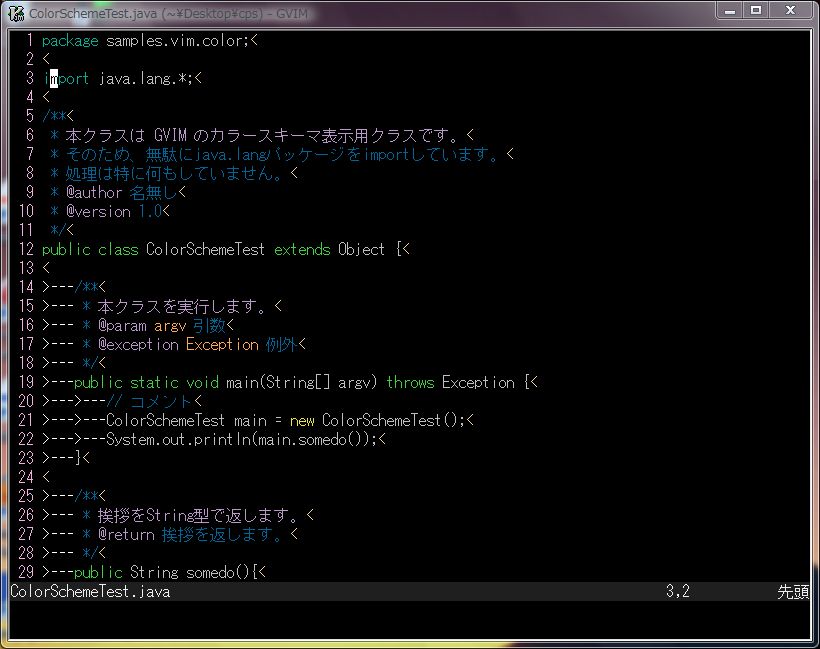 ColorSchemeTest.java (~¥Desktop¥cps) - GVIM
1 package samples.vim.color;<
2 <
3 import java.lang.*;<
4 <
5 /**<
6  * 本クラスは GVIM のカラースキーマ表示用クラスです。<
7  * そのため、無駄にjava.langパッケージをimportしています。<
8  * 処理は特に何もしていません。<
9  * @author 名無し<
10  * @version 1.0<
11  */<
12 public class ColorSchemeTest extends Object {<
13 <
14 >---/**<
15 >--- * 本クラスを実行します。<
16 >--- * @param argv 引数<
17 >--- * @exception Exception 例外<
18 >--- */<
19 >---public static void main(String[] argv) throws Exception {<
20 >--->---// コメント<
21 >--->---ColorSchemeTest main = new ColorSchemeTest();<
22 >--->---System.out.println(main.somedo());<
23 >---}<
24 <
25 >---/**<
26 >--- * 挨拶をString型で返します。<
27 >--- * @return 挨拶を返します。<
28 >--- */<
29 >---public String somedo(){<
ColorSchemeTest.java 3,2 先頭